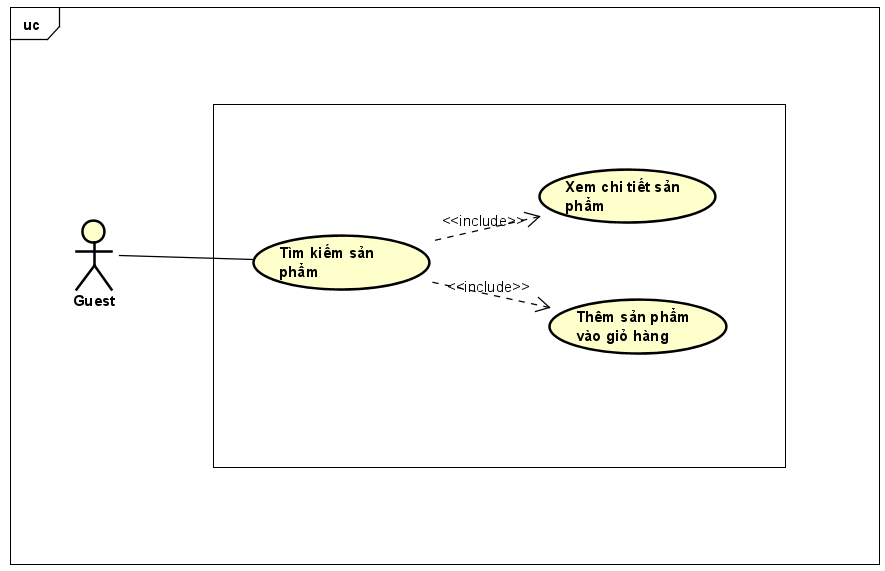 uc
Xem chi tiết sản
phẩm
<<include>>
Tìm kiếm sản
phẩm
<<include>>
Guest
Thêm sản phẩm
vào giỏ hàng